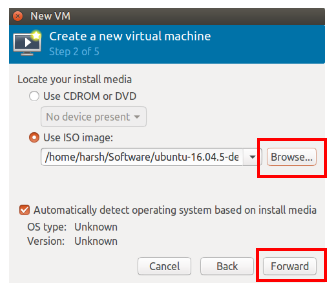 New VM
Create a new virtual machine
Step 2 of 5
Locate your install media
Use CDROM or DVD
No device present
Use ISO image:
/home/harsh/Software/ubuntu-16.04.5-de
Browse...
Automatically detect operating system based on install media
OS type: Unknown
Version: Unknown
Cancel
Back
Forward